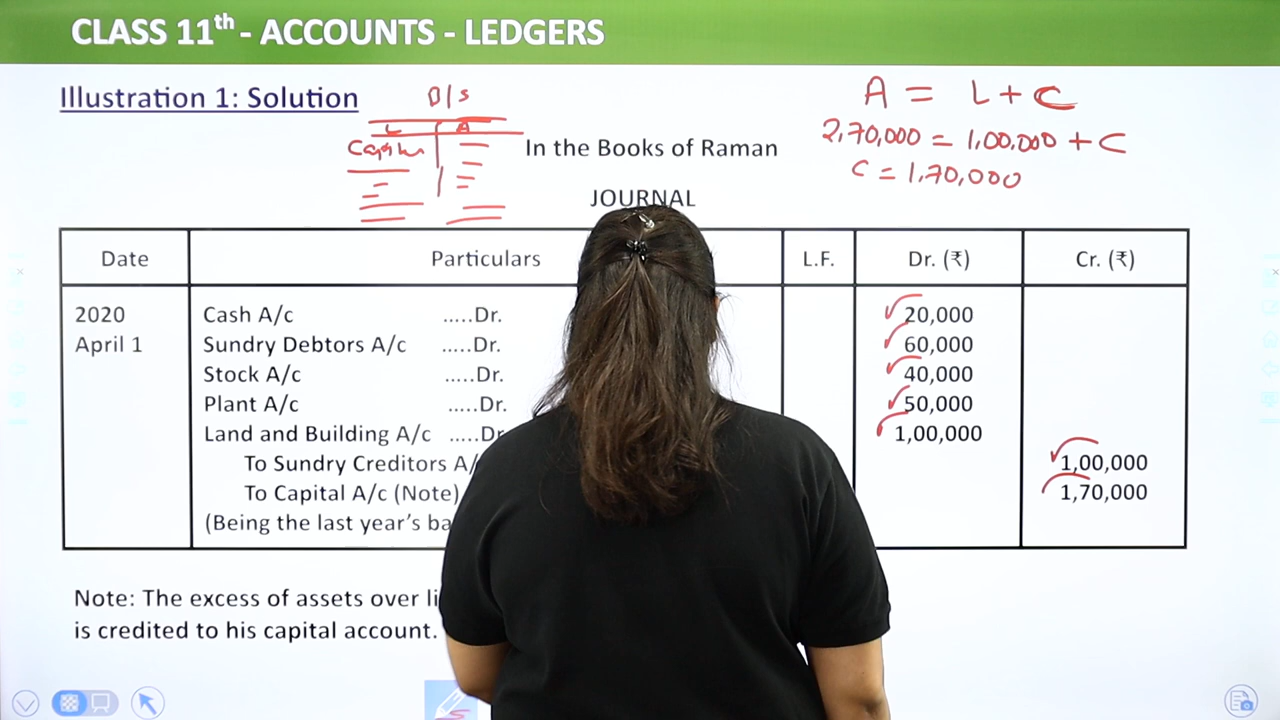 CLASS 11th - ACCOUNTS - LEDGERS
Illustration 1: Solution
B/S
L A
Capital
A = L + C
2,70,000 = 1,00,000 + C
C = 1,70,000
In the Books of Raman
JOURNAL
Date Particulars L.F. Dr. (₹) Cr. (₹)
2020 Cash A/c .....Dr. 20,000
April 1 Sundry Debtors A/c .....Dr. 60,000
Stock A/c .....Dr. 40,000
Plant A/c .....Dr. 50,000
Land and Building A/c .....Dr 1,00,000
To Sundry Creditors A/ 1,00,000
To Capital A/c (Note) 1,70,000
(Being the last year's ba
Note: The excess of assets over li
is credited to his capital account.